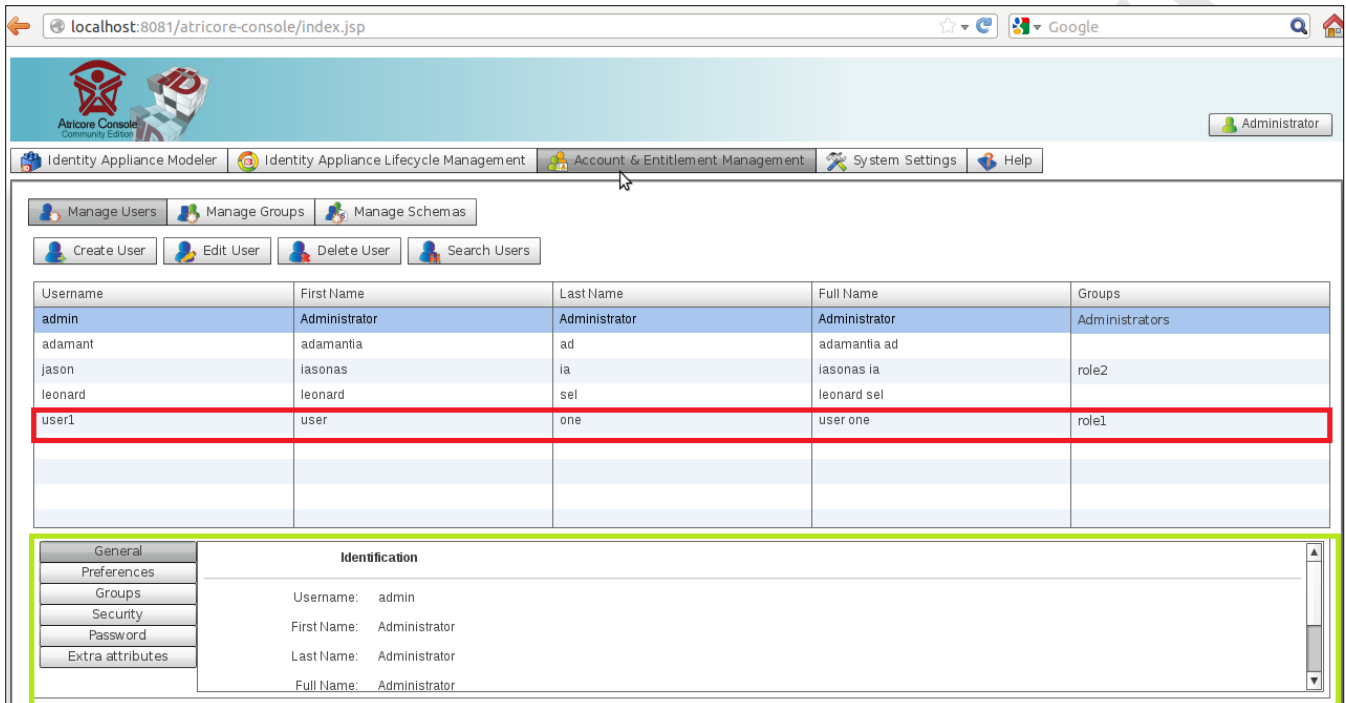 localhost:8081/atricore-console/index.jsp Google
Atricore Console
Community Edition
Administrator
Identity Appliance Modeler Identity Appliance Lifecycle Management Account & Entitlement Management System Settings Help
Manage Users Manage Groups Manage Schemas
Create User Edit User Delete User Search Users
Username First Name Last Name Full Name Groups
admin Administrator Administrator Administrator Administrators
adamant adamantia ad adamantia ad
jason iasonas ia iasonas ia role2
leonard leonard sel leonard sel
user1 user one user one role1
General
Preferences
Groups
Security
Password
Extra attributes
Identification
Username: admin
First Name: Administrator
Last Name: Administrator
Full Name: Administrator